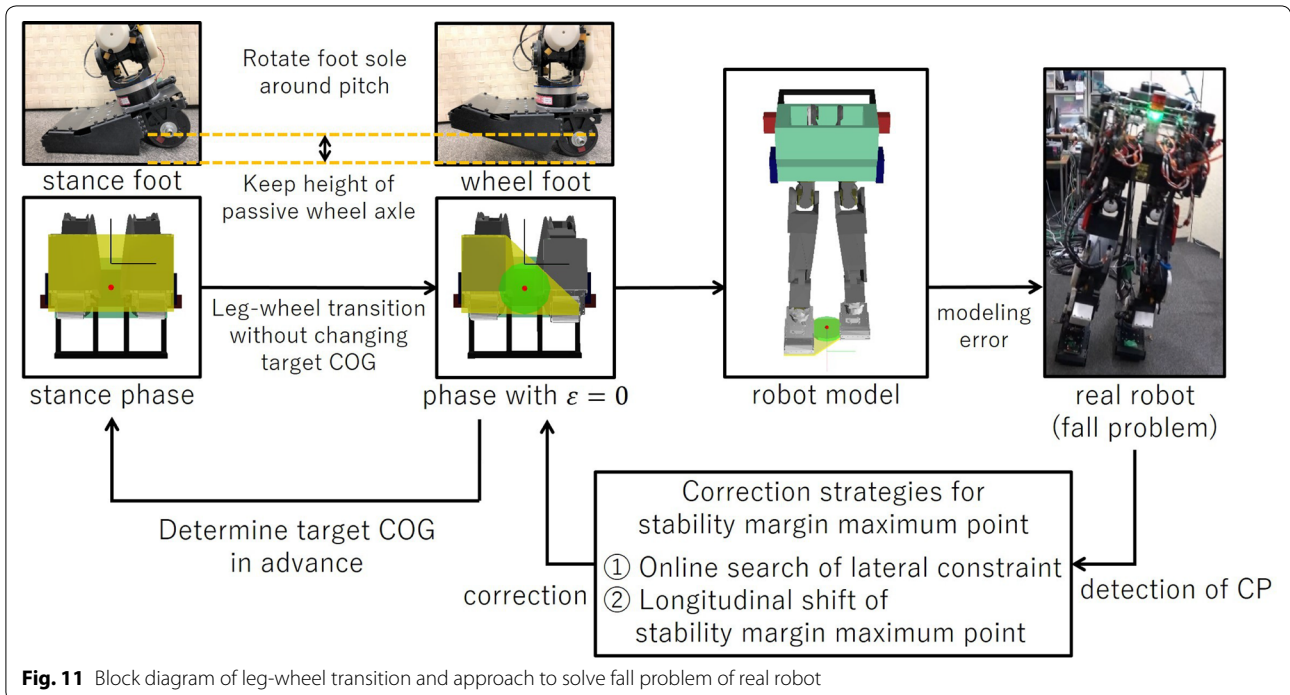 Rotate foot sole
around pitch
stance foot
wheel foot
Keep height of
passive wheel axle
Leg-wheel transition
without changing
target COG
modeling
error
stance phase
phase with ε = 0
robot model
real robot
(fall problem)
Determine target COG
in advance
correction
Correction strategies for
stability margin maximum point
① Online search of lateral constraint
② Longitudinal shift of
stability margin maximum point
detection of CP
Fig. 11 Block diagram of leg-wheel transition and approach to solve fall problem of real robot